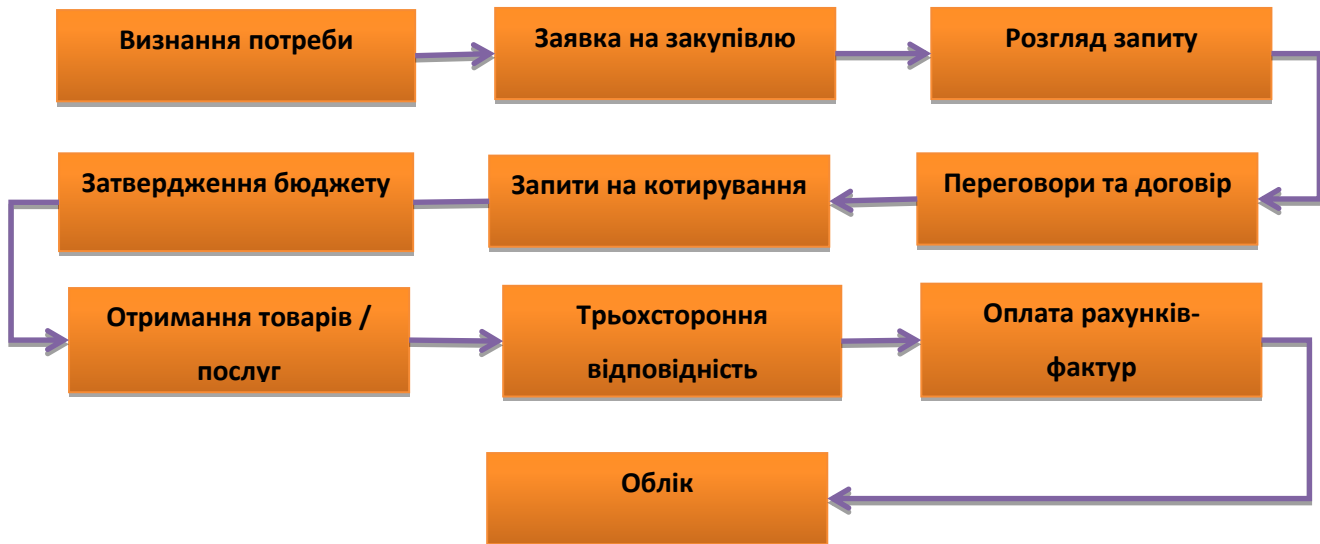 Визнання потреби
Заявка на закупівлю
Розгляд запиту
Затвердження бюджету
Запити на котирування
Переговори та договір
Отримання товарів /
послуг
Трьохстороння
відповідність
Оплата рахунків-
фактур
Облік